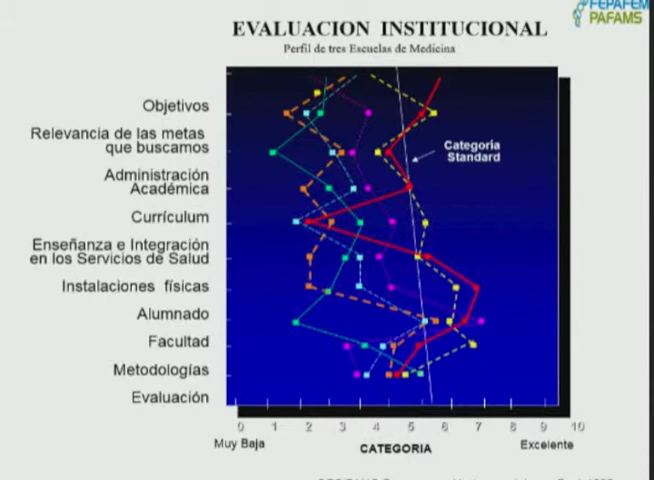 FEPAFEM
PAFAMS
EVALUACION INSTITUCIONAL
Perfil de tres Escuelas de Medicina
Objetivos
Relevancia de las metas
que buscamos
Categoria
Standard
Administración
Académica
Currículum
Enseñanza e Integración
en los Servicios de Salud
Instalaciones físicas
Alumnado
Facultad
Metodologías
Evaluación
0 1 2 3 4 5 6 7 8 9 10
Muy Baja
CATEGORIA
Excelente